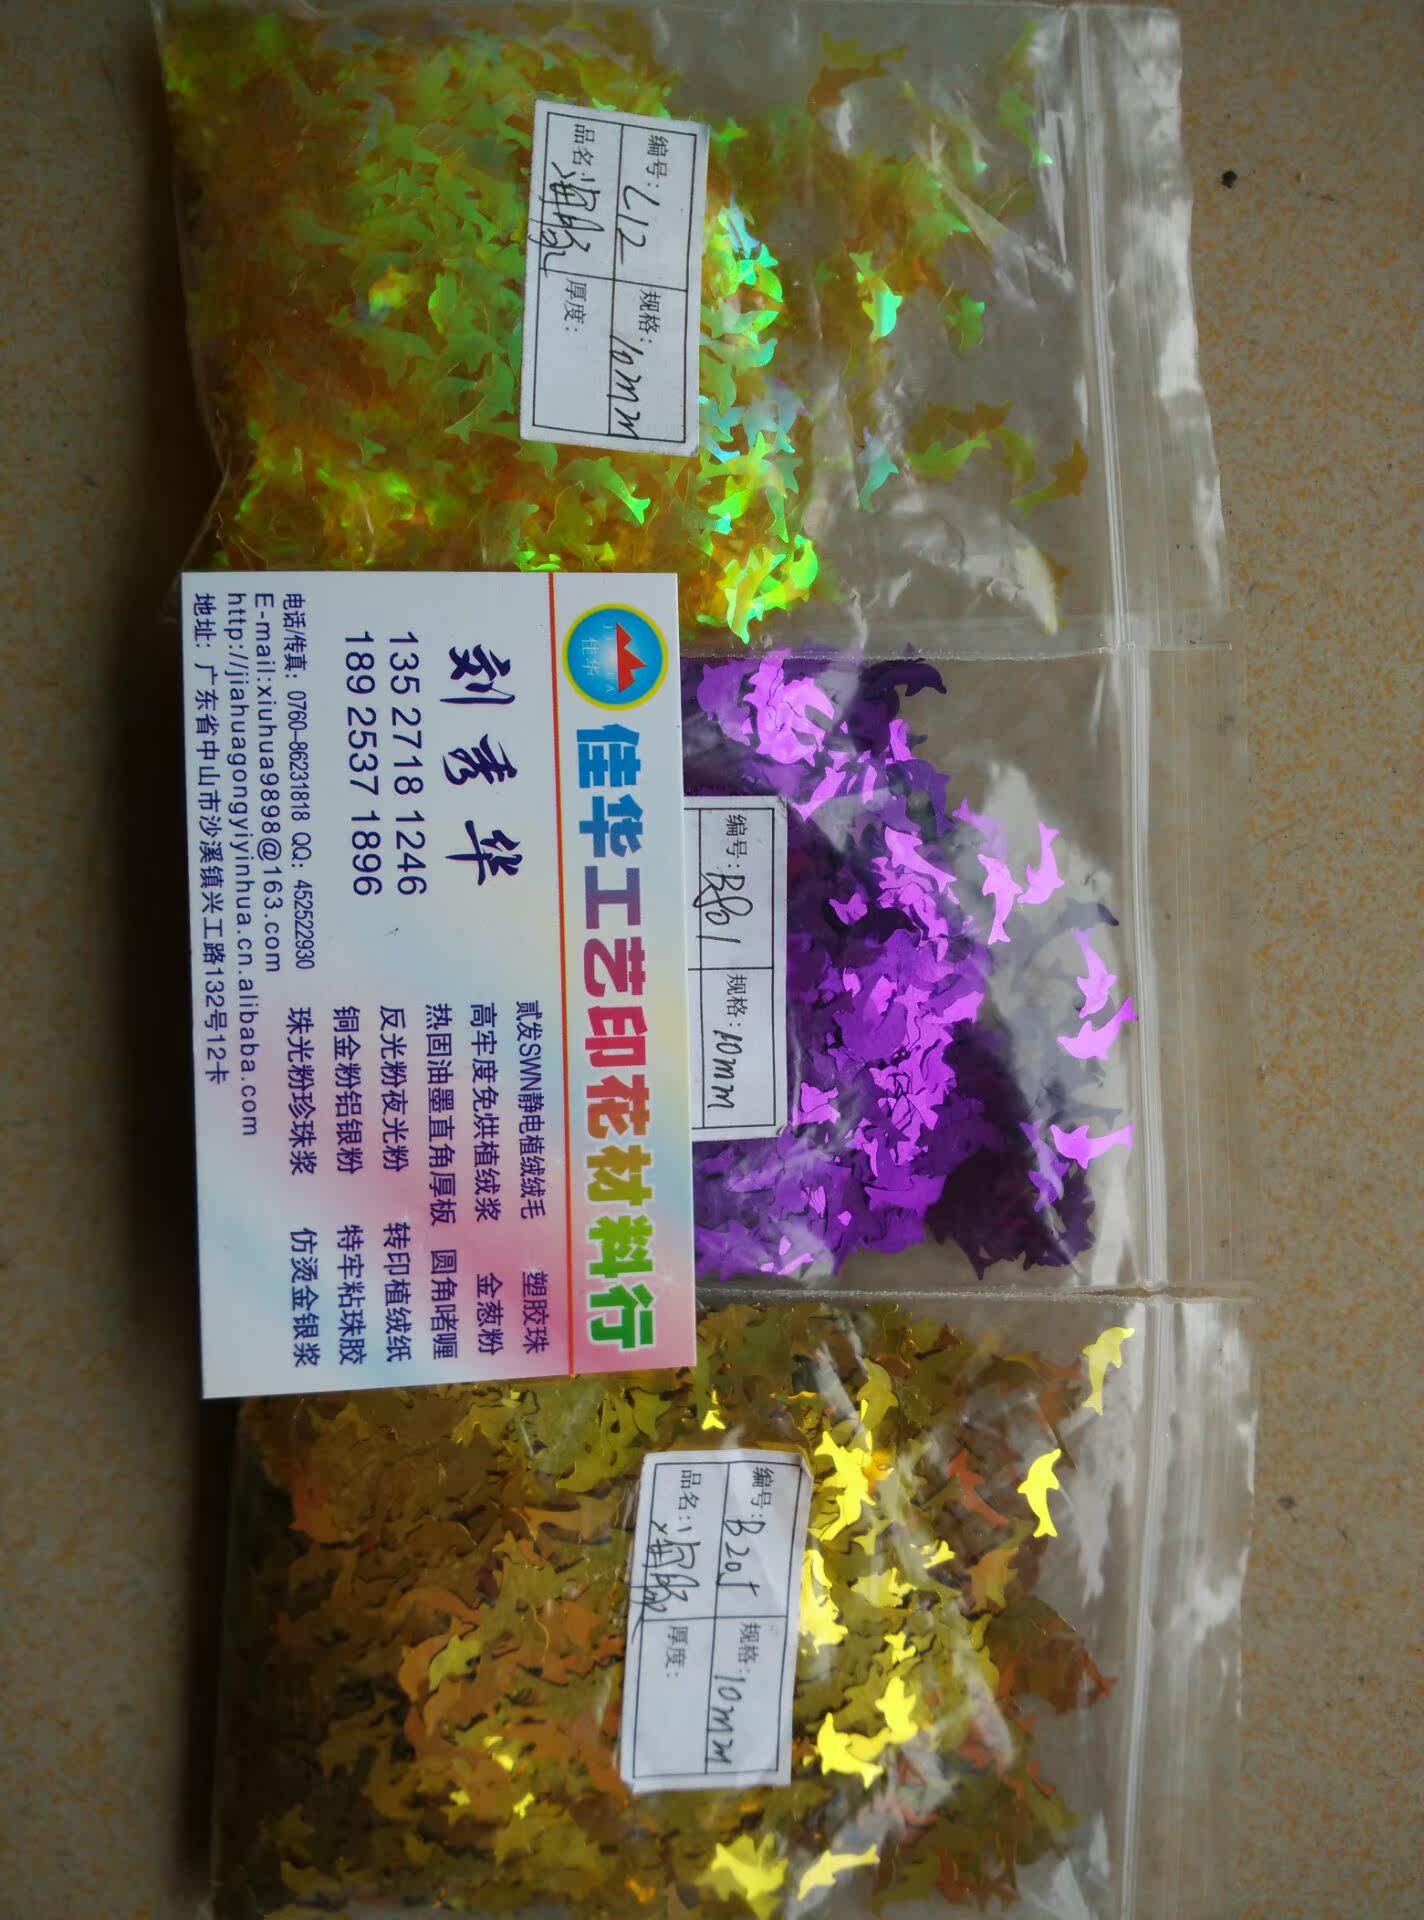 编号: L12
规格: 10mm
品名: 海豚
厚度:
佳华
佳华工艺印花材料行
刘秀华
135 2718 1246
189 2537 1896
电话/传真: 0760-86231818 QQ: 452522930
E-mail:xiuhua9898@163.com
http://jiahuagongyiyinhua.cn.alibaba.com
地址: 广东省中山市沙溪镇兴工路132号12卡
贰发SWN静电植绒绒毛 塑胶珠
高牢度免烘植绒浆 金葱粉
热固油墨直角厚板 圆角啫喱
反光粉夜光粉 转印植绒纸
铜金粉铝银粉 特牢粘珠胶
珠光粉珍珠浆 仿烫金银浆
编号:
规格: 10mm
编号: B205
规格: 10mm
品名: 海豚
厚度: